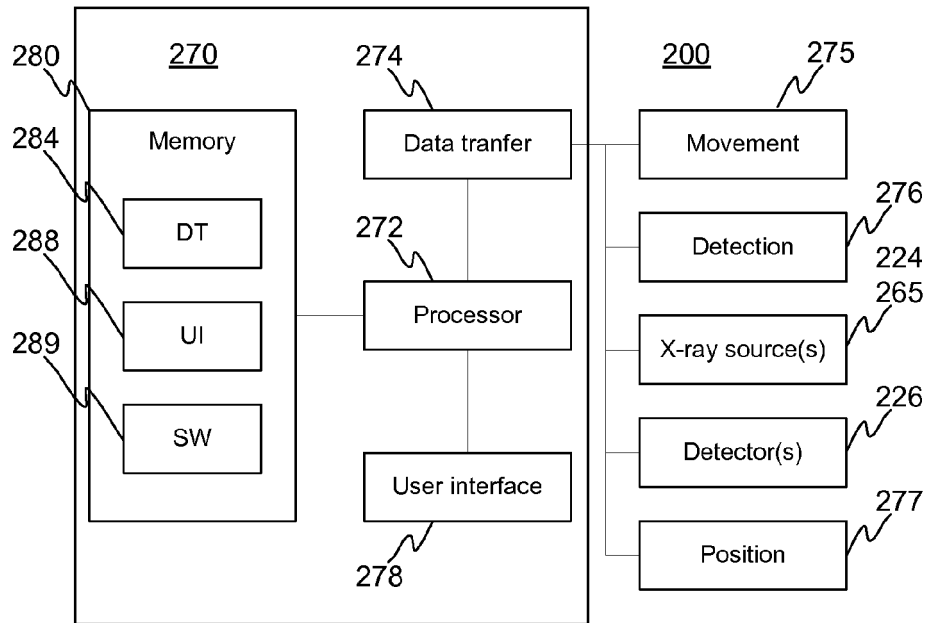 280
270
274
200
275
Memory
Data tranfer
Movement
284
DT
276
Detection
288
272
224
265
UI
Processor
X-ray source(s)
289
226
SW
Detector(s)
User interface
277
278
Position